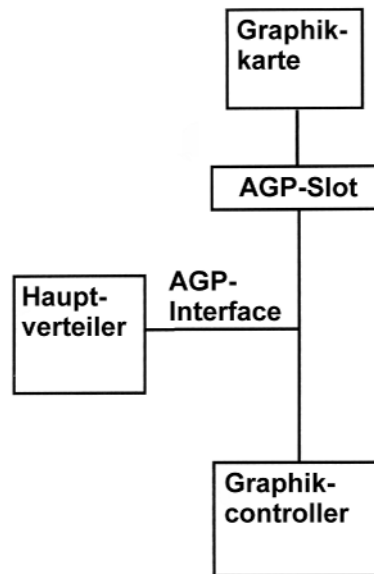 Graphik-
karte
AGP-Slot
AGP-
Interface
Haupt-
verteiler
Graphik-
controller